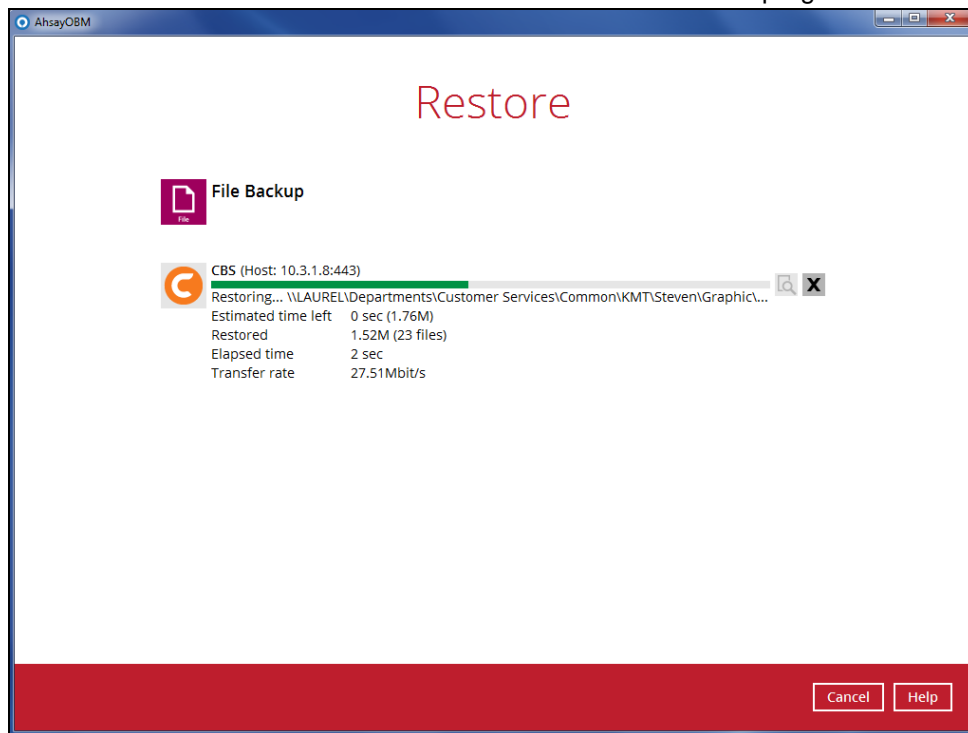 AhsayOBM
Restore
File Backup
File
CBS (Host: 10.3.1.8:443)
X
Restoring... \\LAUREL\Departments\Customer Services\Common\KMT\Steven\Graphic\...
Estimated time left 0 sec (1.76M)
Restored 1.52M (23 files)
Elapsed time 2 sec
Transfer rate 27.51Mbit/s
Cancel Help